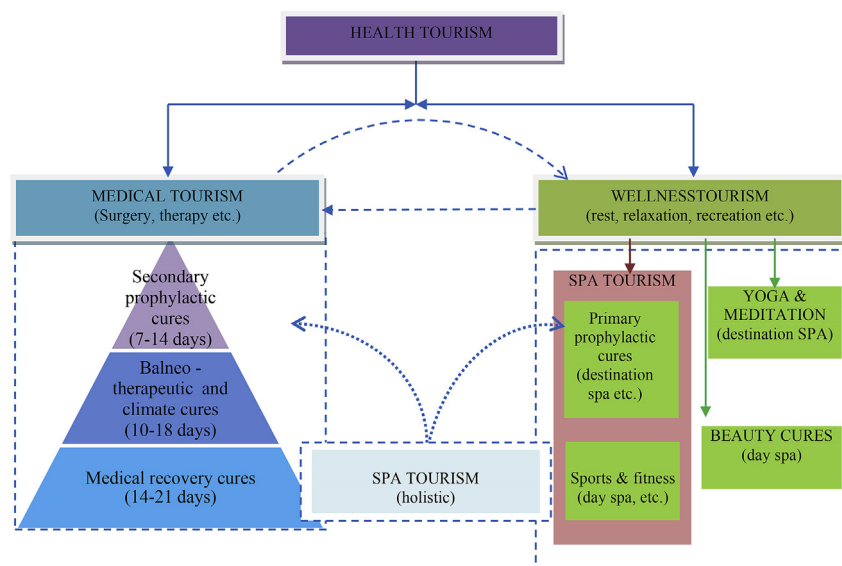 HEALTH TOURISM
MEDICAL TOURISM
(Surgery, therapy etc.)
WELLNESSTOURISM
(rest, relaxation, recreation etc.)
Secondary
prophylactic
cures
(7-14 days)
Balneo -
therapeutic and
climate cures
(10-18 days)
Medical recovery cures
(14-21 days)
SPA TOURISM
(holistic)
SPA TOURISM
Primary
prophylactic
cures
(destination
spa etc.)
Sports & fitness
(day spa, etc.)
YOGA &
MEDITATION
(destination SPA)
BEAUTY CURES
(day spa)